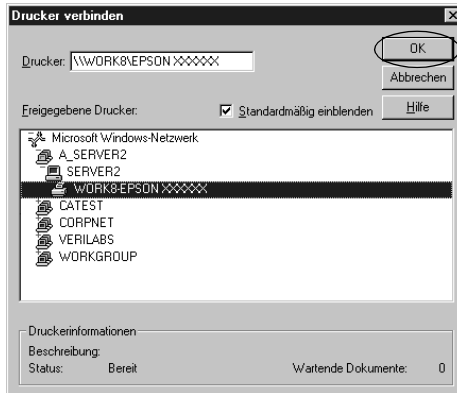 Drucker verbinden
Drucker: \\WORK8\EPSON XXXXXX
OK
Abbrechen
Freigegebene Drucker:
Standardmäßig einblenden
Hilfe
Microsoft Windows-Netzwerk
A_SERVER2
SERVER2
WORK8-EPSON XXXXXX
CATEST
CORPNET
VERILABS
WORKGROUP
Druckerinformationen
Beschreibung:
Status: Bereit Wartende Dokumente: 0